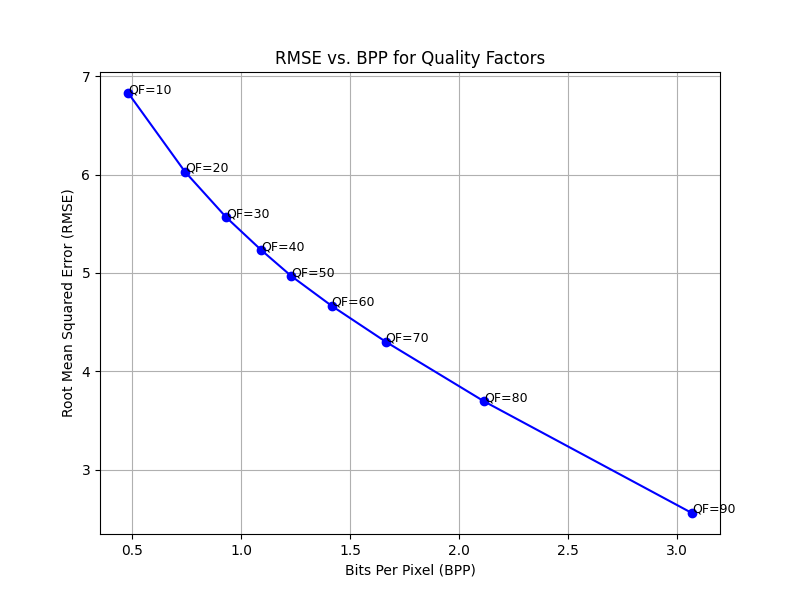 RMSE vs. BPP for Quality Factors
7
QF=10
6
QF=20
QF=30
QF=40
5
QF=50
QF=60
QF=70
4
QF=80
3
QF=90
Root Mean Squared Error (RMSE)
0.5 1.0 1.5 2.0 2.5 3.0
Bits Per Pixel (BPP)